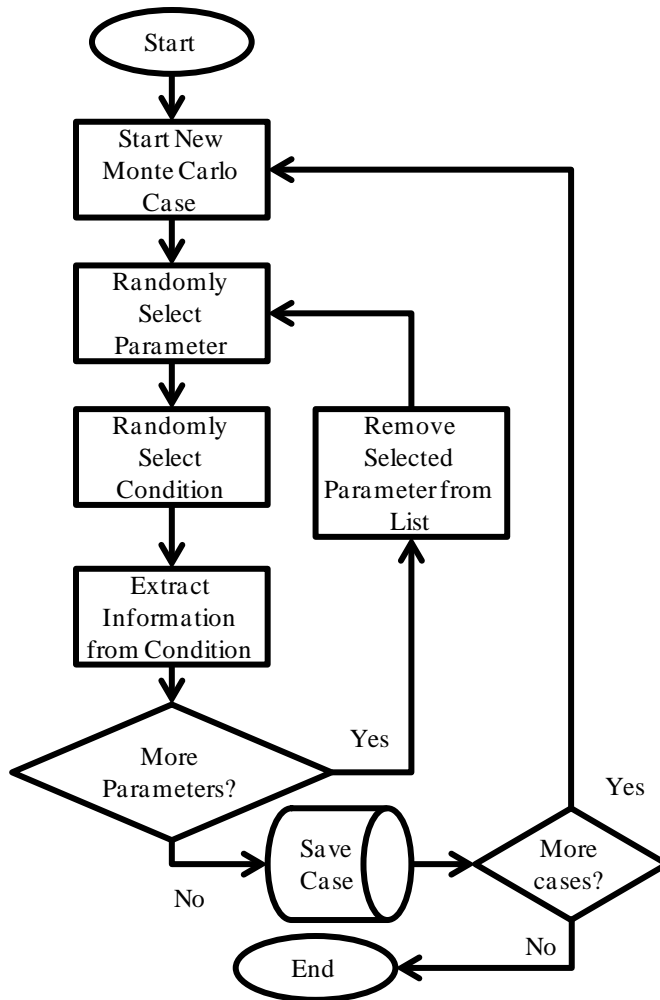 Start
Start New
Monte Carlo
Case
Randomly
Select
Parameter
Randomly
Select
Condition
Remove
Selected
Parameter from
List
Extract
Information
from Condition
More
Parameters?
Yes
No
Save
Case
More
cases?
Yes
No
End